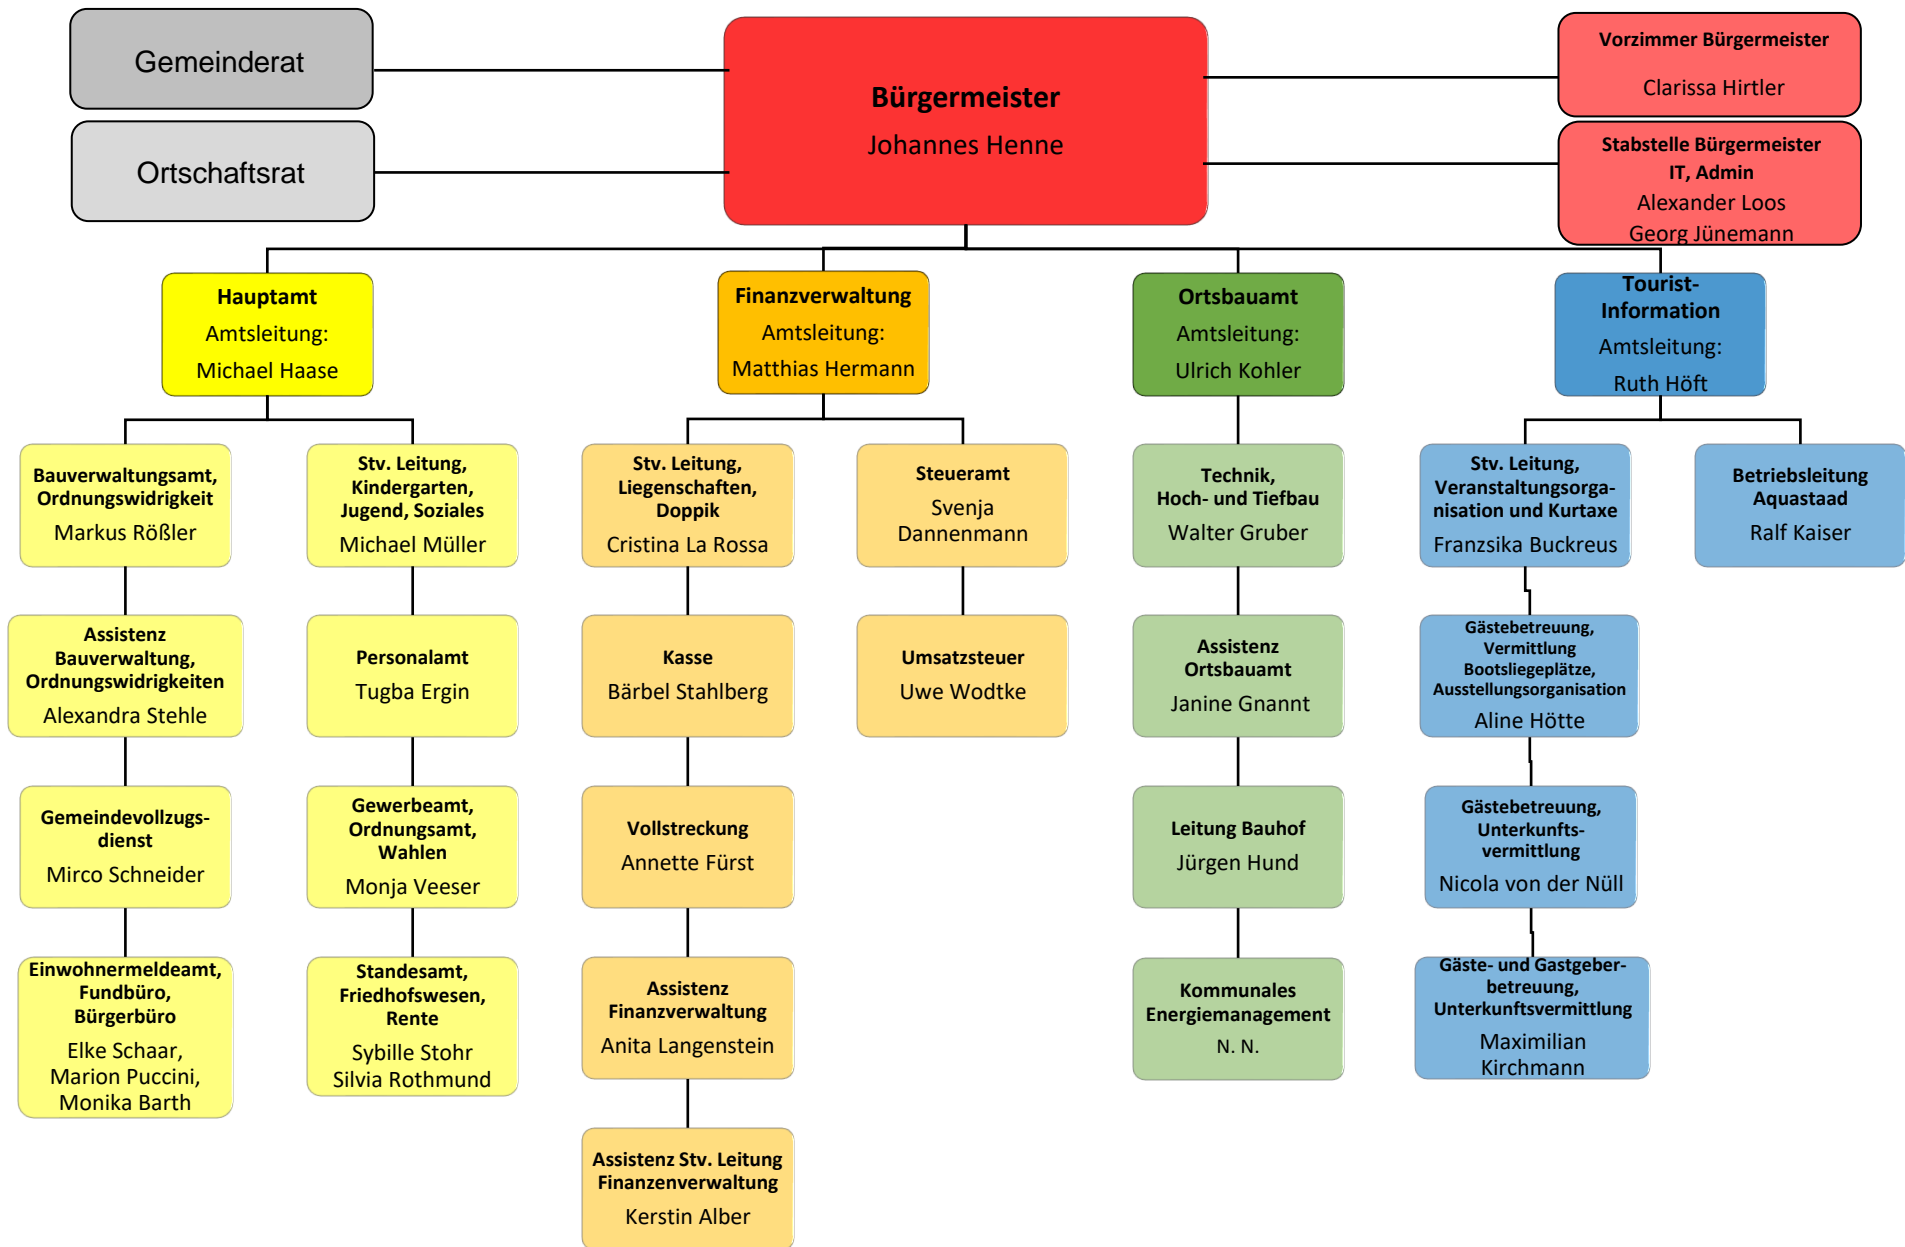 Gemeinderat
Ortschaftsrat
Bürgermeister
Johannes Henne
Vorzimmer Bürgermeister
Clarissa Hirtler
Stabstelle Bürgermeister
IT, Admin
Alexander Loos
Georg Jünemann
Hauptamt
Amtsleitung:
Michael Haase
Finanzverwaltung
Amtsleitung:
Matthias Hermann
Ortsbauamt
Amtsleitung:
Ulrich Kohler
Tourist-
Information
Amtsleitung:
Ruth Höft
Bauverwaltungsamt,
Ordnungswidrigkeit
Markus Rößler
Stv. Leitung,
Kindergarten,
Jugend, Soziales
Michael Müller
Stv. Leitung,
Liegenschaften,
Doppik
Cristina La Rossa
Steueramt
Svenja
Dannenmann
Technik,
Hoch- und Tiefbau
Walter Gruber
Stv. Leitung,
Veranstaltungsorga-
nisation und Kurtaxe
Franzsika Buckreus
Betriebsleitung
Aquastaad
Ralf Kaiser
Assistenz
Bauverwaltung,
Ordnungswidrigkeiten
Alexandra Stehle
Personalamt
Tugba Ergin
Kasse
Bärbel Stahlberg
Umsatzsteuer
Uwe Wodtke
Assistenz
Ortsbauamt
Janine Gnannt
Gästebetreuung,
Vermittlung
Bootsliegeplätze,
Ausstellungsorganisation
Aline Hötte
Gemeindevollzugs-
dienst
Mirco Schneider
Gewerbeamt,
Ordnungsamt,
Wahlen
Monja Veeser
Vollstreckung
Annette Fürst
Leitung Bauhof
Jürgen Hund
Gästebetreuung,
Unterkunfts-
vermittlung
Nicola von der Nüll
Einwohnermeldeamt,
Fundbüro,
Bürgerbüro
Elke Schaar,
Marion Puccini,
Monika Barth
Standesamt,
Friedhofswesen,
Rente
Sybille Stohr
Silvia Rothmund
Assistenz
Finanzverwaltung
Anita Langenstein
Kommunales
Energiemanagement
N. N.
Gäste- und Gastgeber-
betreuung,
Unterkunftsvermittlung
Maximilian
Kirchmann
Assistenz Stv. Leitung
Finanzenverwaltung
Kerstin Alber